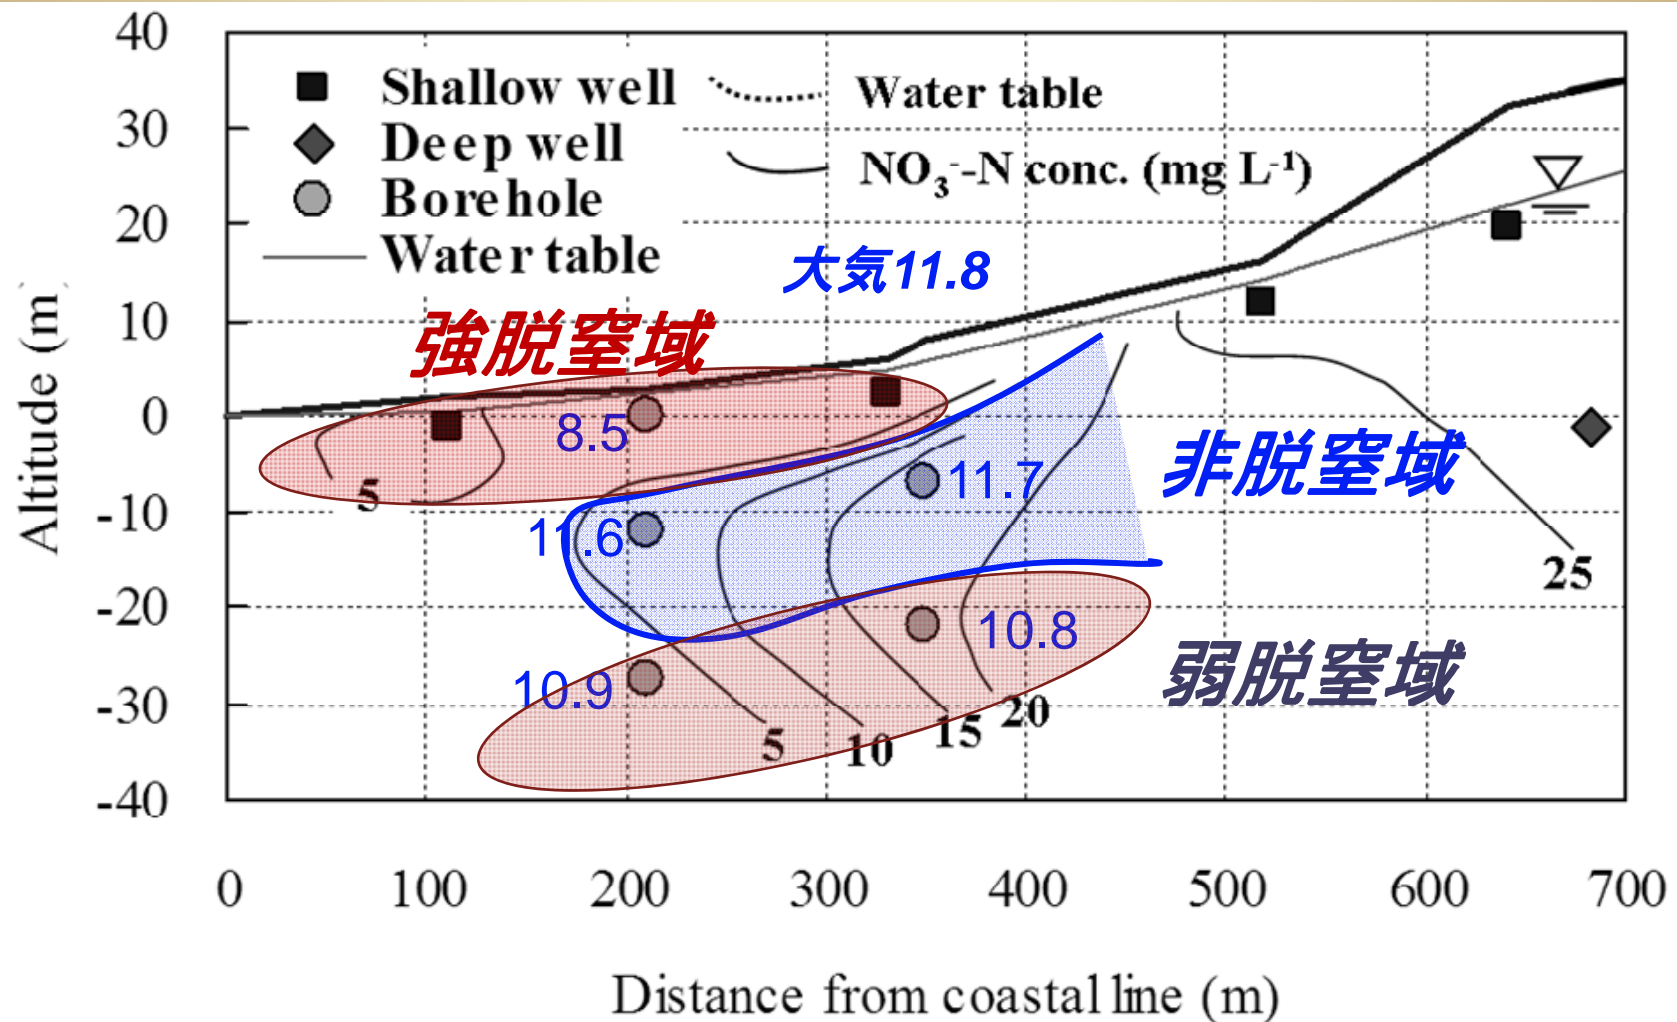 40
30
20
10
0
-10
-20
-30
-40
Altitude (m)
Shallow well
Deep well
Borehole
Water table
Water table
NO₃⁻-N conc. (mg L⁻¹)
大気11.8
強脱窒域
8.5
5
11.7
非脱窒域
11.6
25
10.8
弱脱窒域
10.9
5
10
15
20
0 100 200 300 400 500 600 700
Distance from coastal line (m)